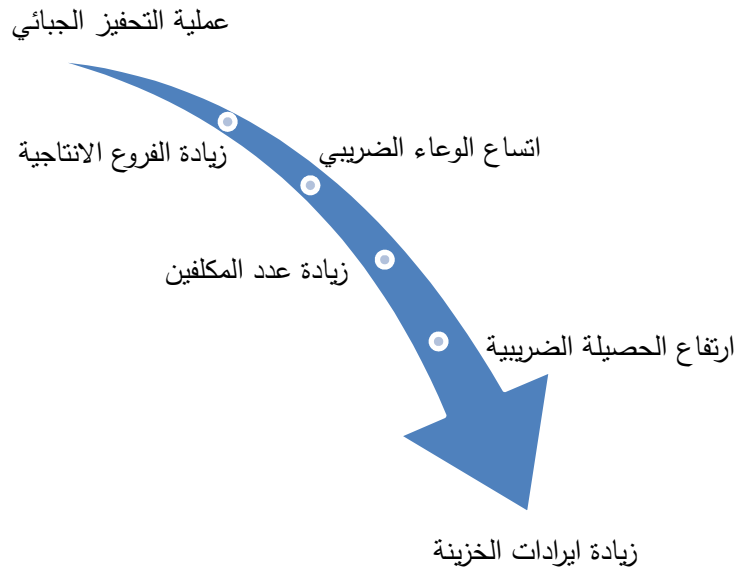 عملية التحفيز الجبائي
زيادة الفروع الانتاجية
اتساع الوعاء الضريبي
زيادة عدد المكلفين
ارتفاع الحصيلة الضريبية
زيادة ايرادات الخزينة